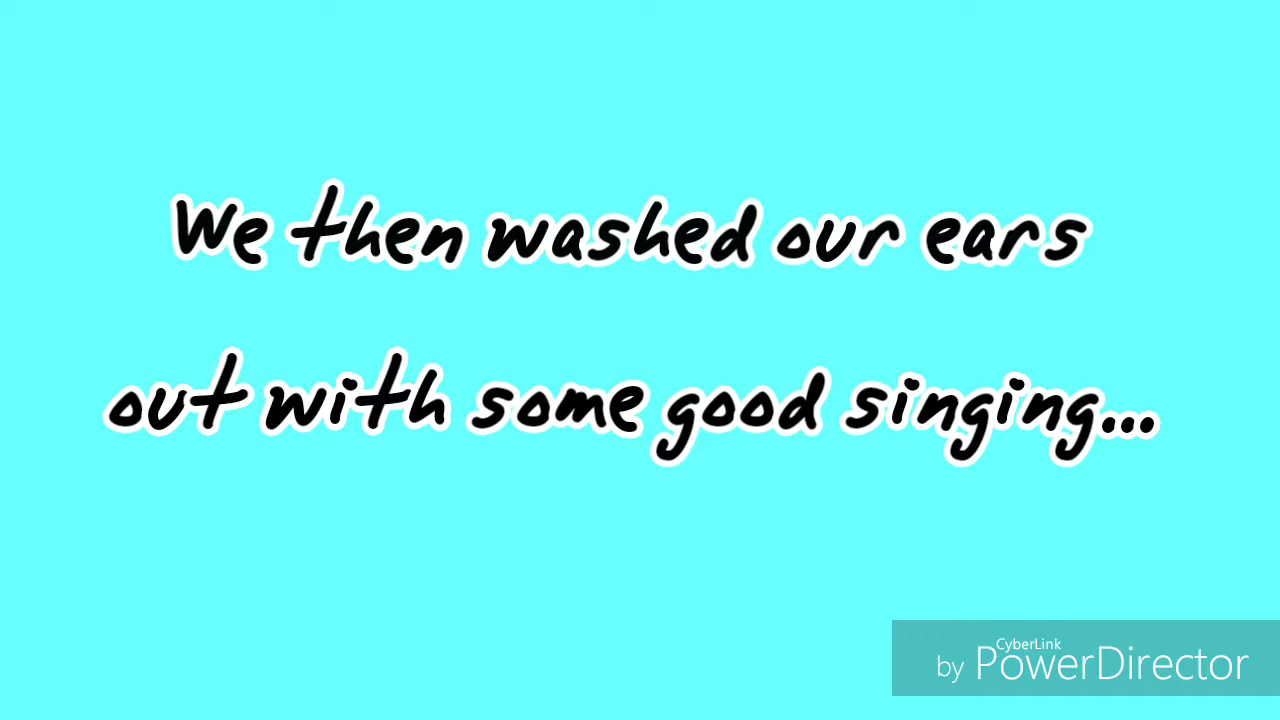 We then washed our ears
out with some good singing...
CyberLink
by PowerDirector